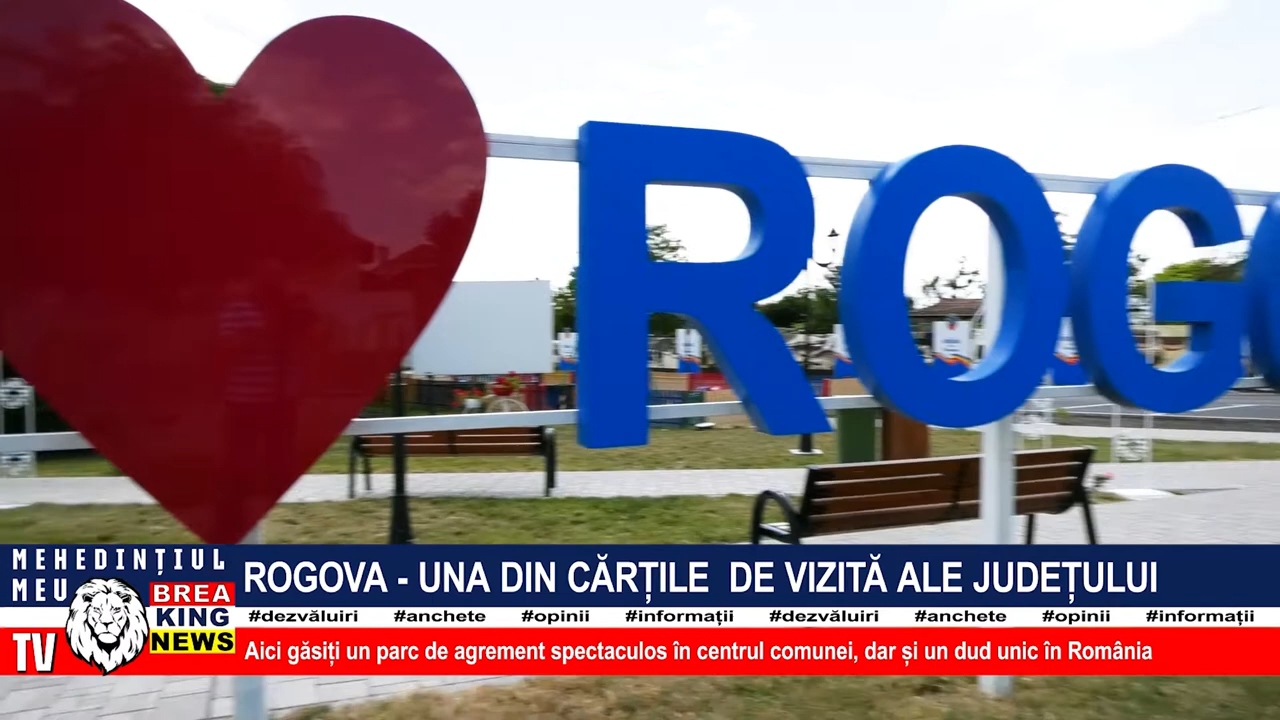 ROGO
MEHEDINȚIUL
MEU
TV
BREA
KING
NEWS
ROGOVA - UNA DIN CĂRȚILE DE VIZITĂ ALE JUDEȚULUI
#dezvăluiri #anchete #opinii #informații #dezvăluiri #anchete #opinii #informații
Aici găsiți un parc de agrement spectaculos în centrul comunei, dar și un dud unic în România